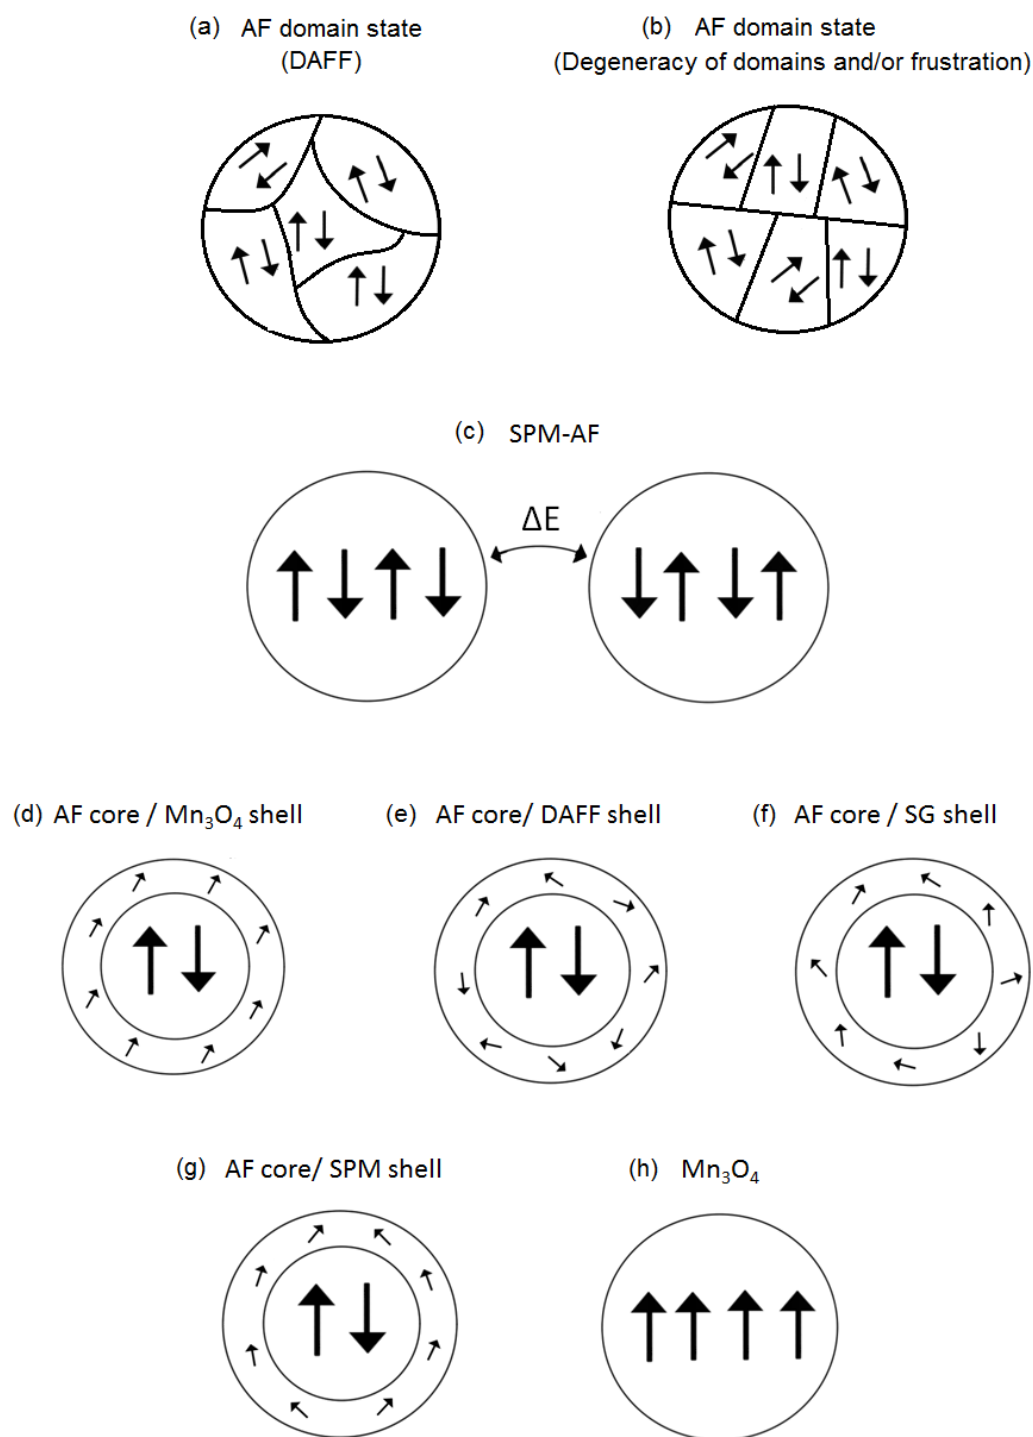 (a) AF domain state
(DAFF)
(b) AF domain state
(Degeneracy of domains and/or frustration)
(c) SPM-AF
ΔE
(d) AF core / Mn₃O₄ shell
(e) AF core/ DAFF shell
(f) AF core / SG shell
(g) AF core/ SPM shell
(h) Mn₃O₄